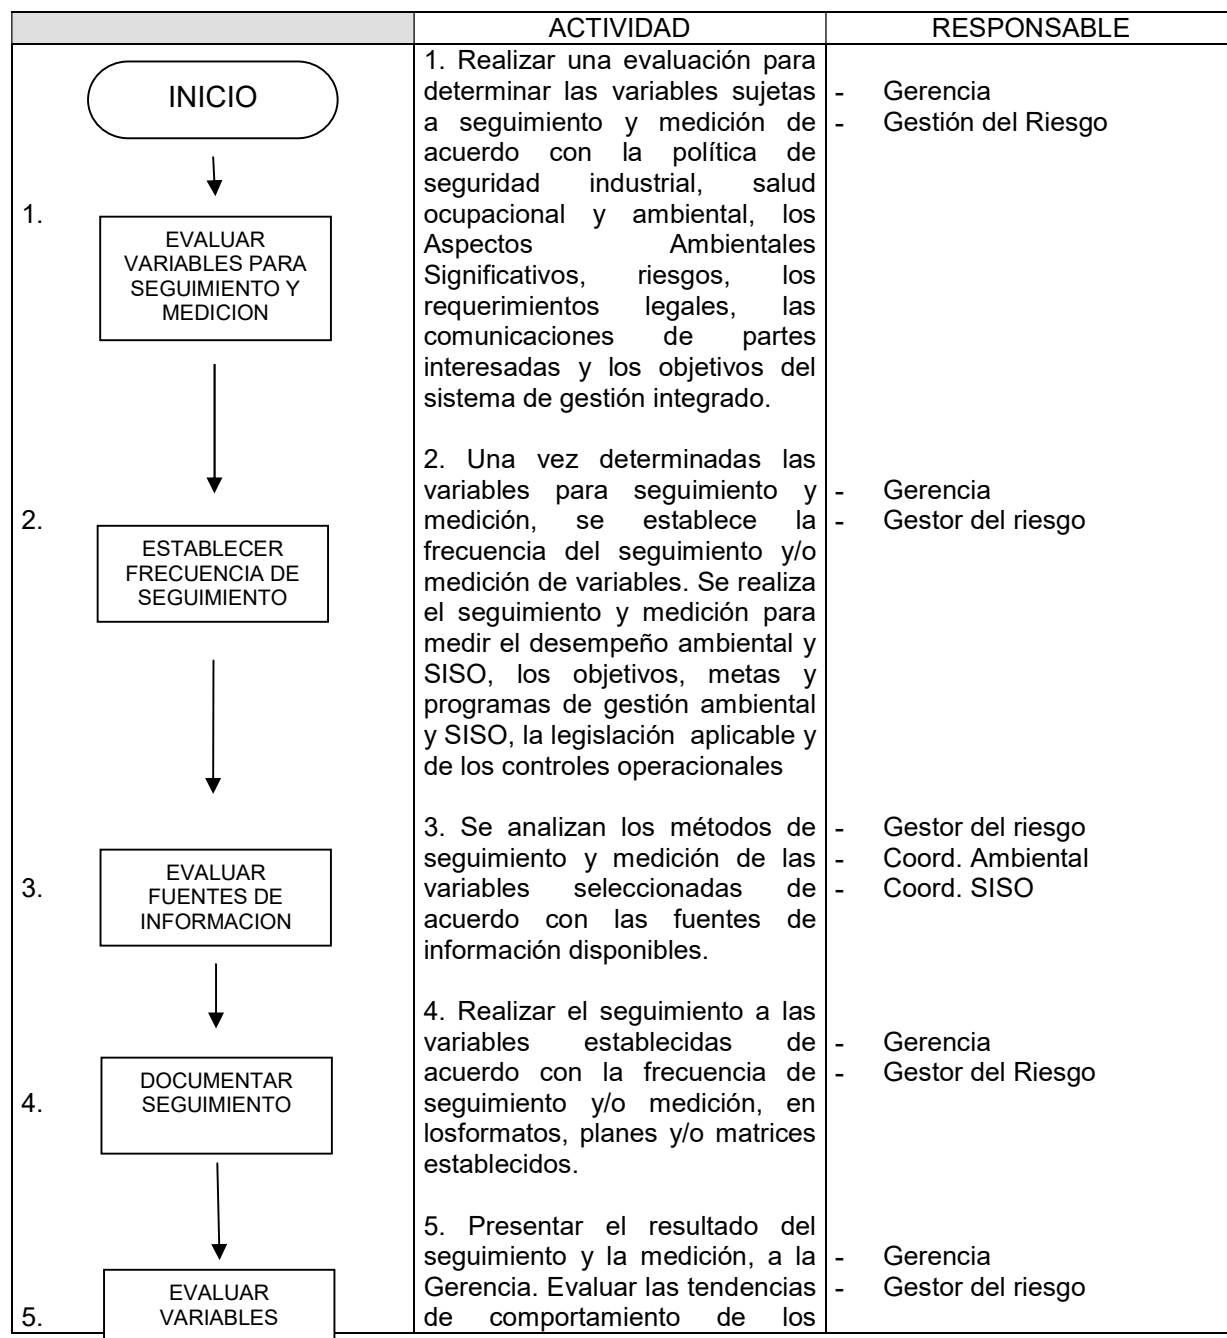 ACTIVIDAD
RESPONSABLE
INICIO
1.
EVALUAR
VARIABLES PARA
SEGUIMIENTO Y
MEDICION
1. Realizar una evaluación para
determinar las variables sujetas
a seguimiento y medición de
acuerdo con la política de
seguridad industrial, salud
ocupacional y ambiental, los
Aspectos Ambientales
Significativos, riesgos, los
requerimientos legales, las
comunicaciones de partes
interesadas y los objetivos del
sistema de gestión integrado.
- Gerencia
- Gestión del Riesgo
2.
ESTABLECER
FRECUENCIA DE
SEGUIMIENTO
2. Una vez determinadas las
variables para seguimiento y
medición, se establece la
frecuencia del seguimiento y/o
medición de variables. Se realiza
el seguimiento y medición para
medir el desempeño ambiental y
SISO, los objetivos, metas y
programas de gestión ambiental
y SISO, la legislación aplicable y
de los controles operacionales
- Gerencia
- Gestor del riesgo
3.
EVALUAR
FUENTES DE
INFORMACION
3. Se analizan los métodos de
seguimiento y medición de las
variables seleccionadas de
acuerdo con las fuentes de
información disponibles.
- Gestor del riesgo
- Coord. Ambiental
- Coord. SISO
4.
DOCUMENTAR
SEGUIMIENTO
4. Realizar el seguimiento a las
variables establecidas de
acuerdo con la frecuencia de
seguimiento y/o medición, en
losformatos, planes y/o matrices
establecidos.
- Gerencia
- Gestor del Riesgo
5.
EVALUAR
VARIABLES
5. Presentar el resultado del
seguimiento y la medición, a la
Gerencia. Evaluar las tendencias
de comportamiento de los
- Gerencia
- Gestor del riesgo